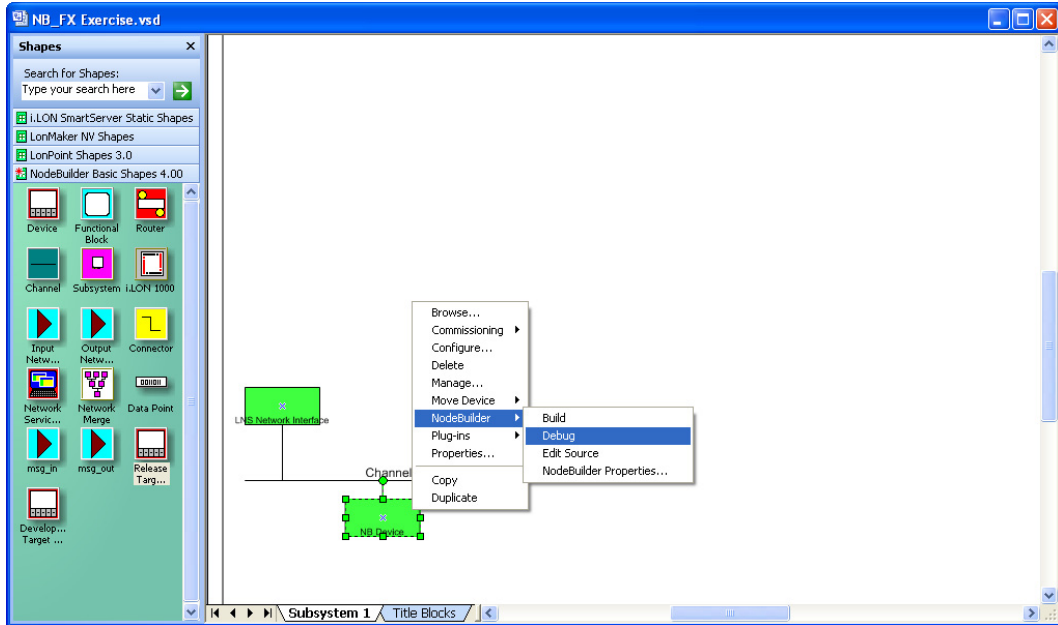 NB_FX Exercise.vsd
Shapes
Search for Shapes:
Type your search here
i.LON SmartServer Static Shapes
LonMaker NV Shapes
LonPoint Shapes 3.0
NodeBuilder Basic Shapes 4.00
Device
Functional
Block
Router
Channel
Subsystem
i.LON 1000
Input
Netw...
Output
Netw...
Connector
Network
Servic...
Network
Merge
Data Point
msg_in
msg_out
Release
Targ...
Develop...
Target ...
LNS Network Interface
Channel
NB Device
Browse...
Commissioning
Configure...
Delete
Manage...
Move Device
NodeBuilder
Plug-ins
Properties...
Copy
Duplicate
Build
Debug
Edit Source
NodeBuilder Properties...
Subsystem 1
Title Blocks